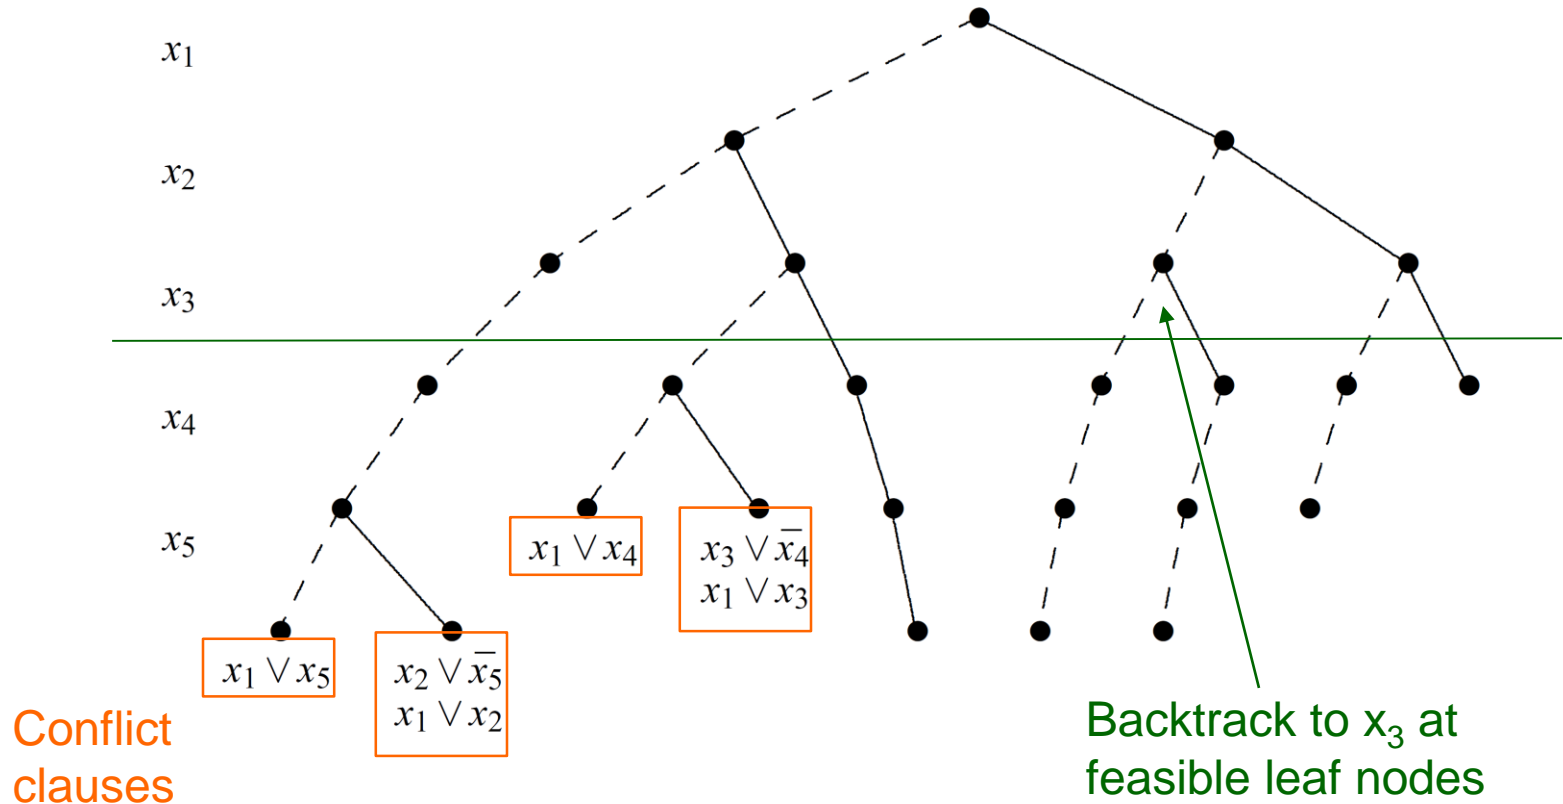 x₁
x₂
x₃
x₄
x₅
x₁ ∨ x₄
x₃ ∨ x̅₄
x₁ ∨ x₃
x₁ ∨ x₅
x₂ ∨ x̅₅
x₁ ∨ x₂
Conflict
clauses
Backtrack to x₃ at
feasible leaf nodes